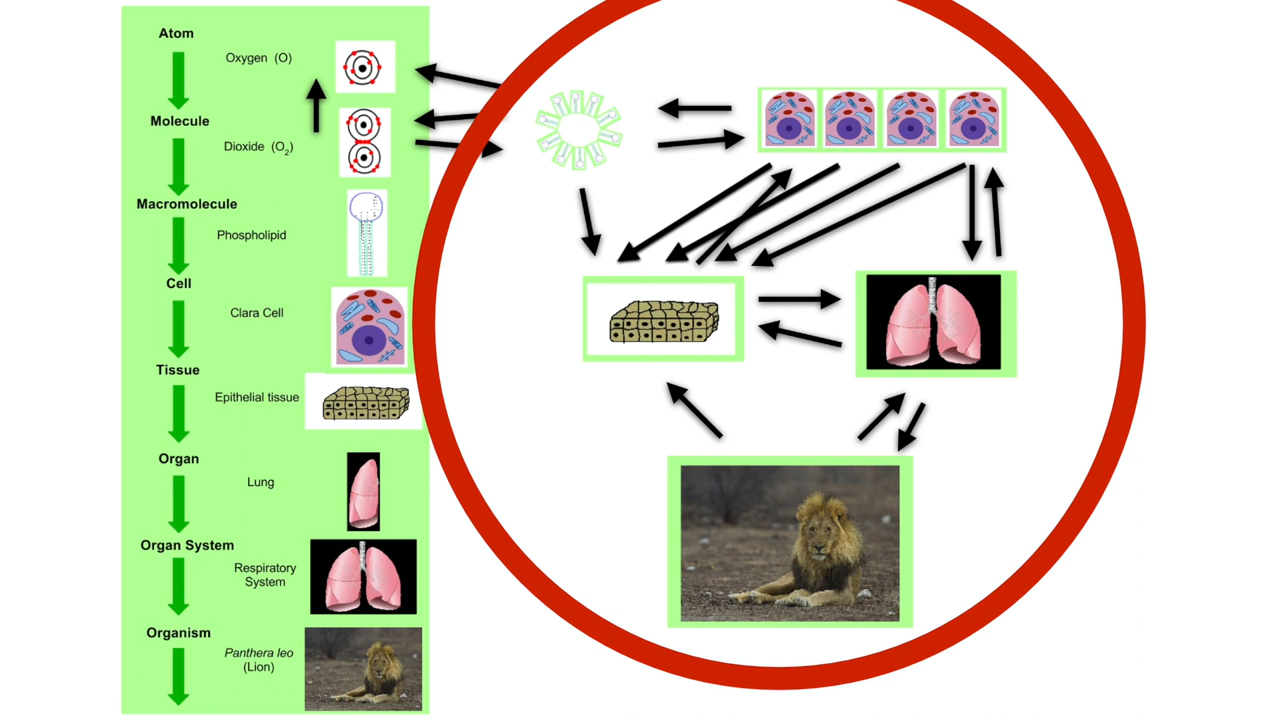 Atom
Oxygen (O)
Molecule
Dioxide (O₂)
Macromolecule
Phospholipid
Cell
Clara Cell
Tissue
Epithelial tissue
Organ
Lung
Organ System
Respiratory
System
Organism
Panthera leo
(Lion)